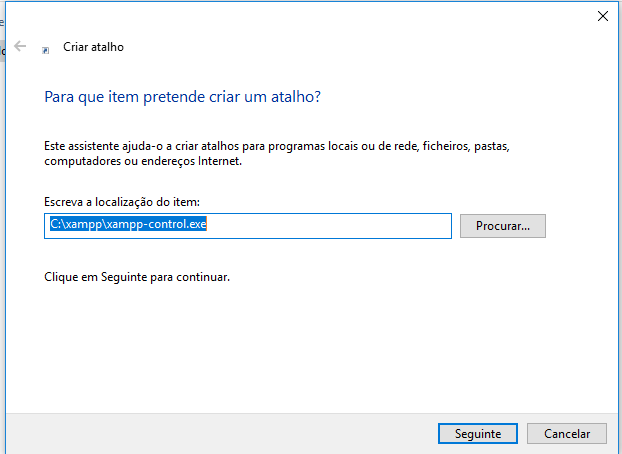 Criar atalho
Para que item pretende criar um atalho?
Este assistente ajuda-o a criar atalhos para programas locais ou de rede, ficheiros, pastas,
computadores ou endereços Internet.
Escreva a localização do item:
C:\xampp\xampp-control.exe
Procurar...
Clique em Seguinte para continuar.
Seguinte
Cancelar